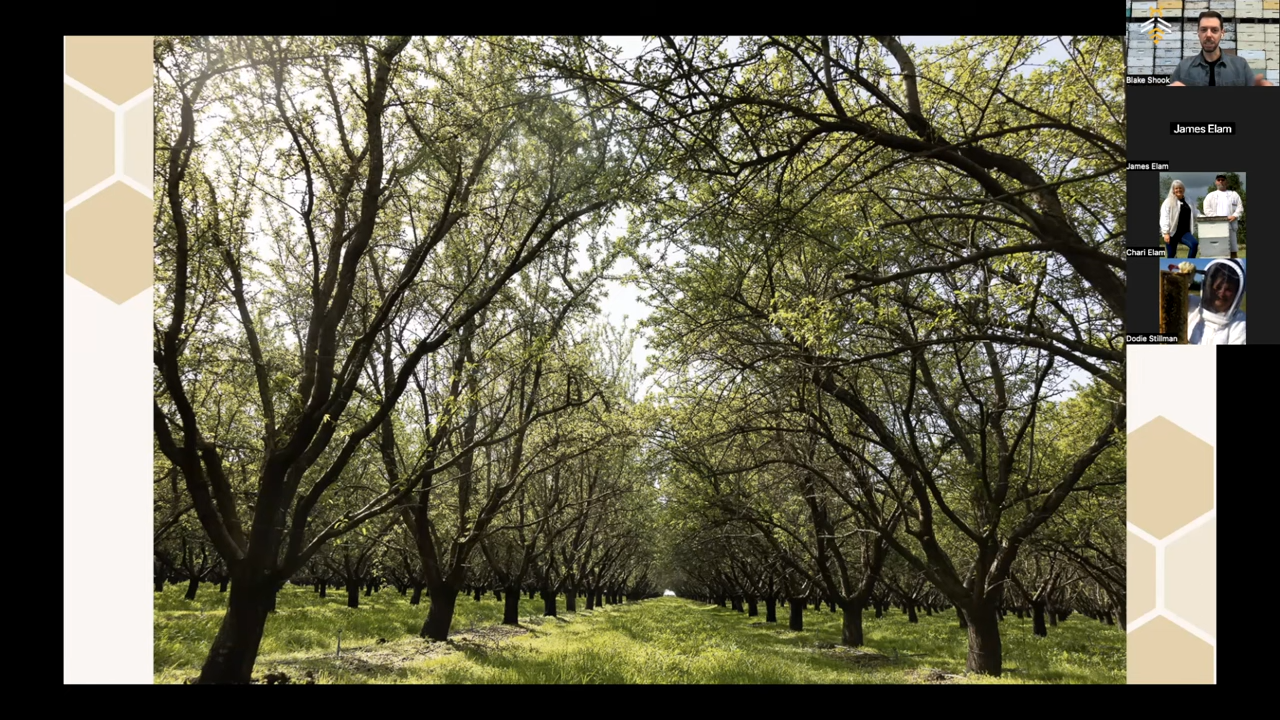 Blake Shook
James Elam
James Elam
Chari Elam
Dodie Stillman